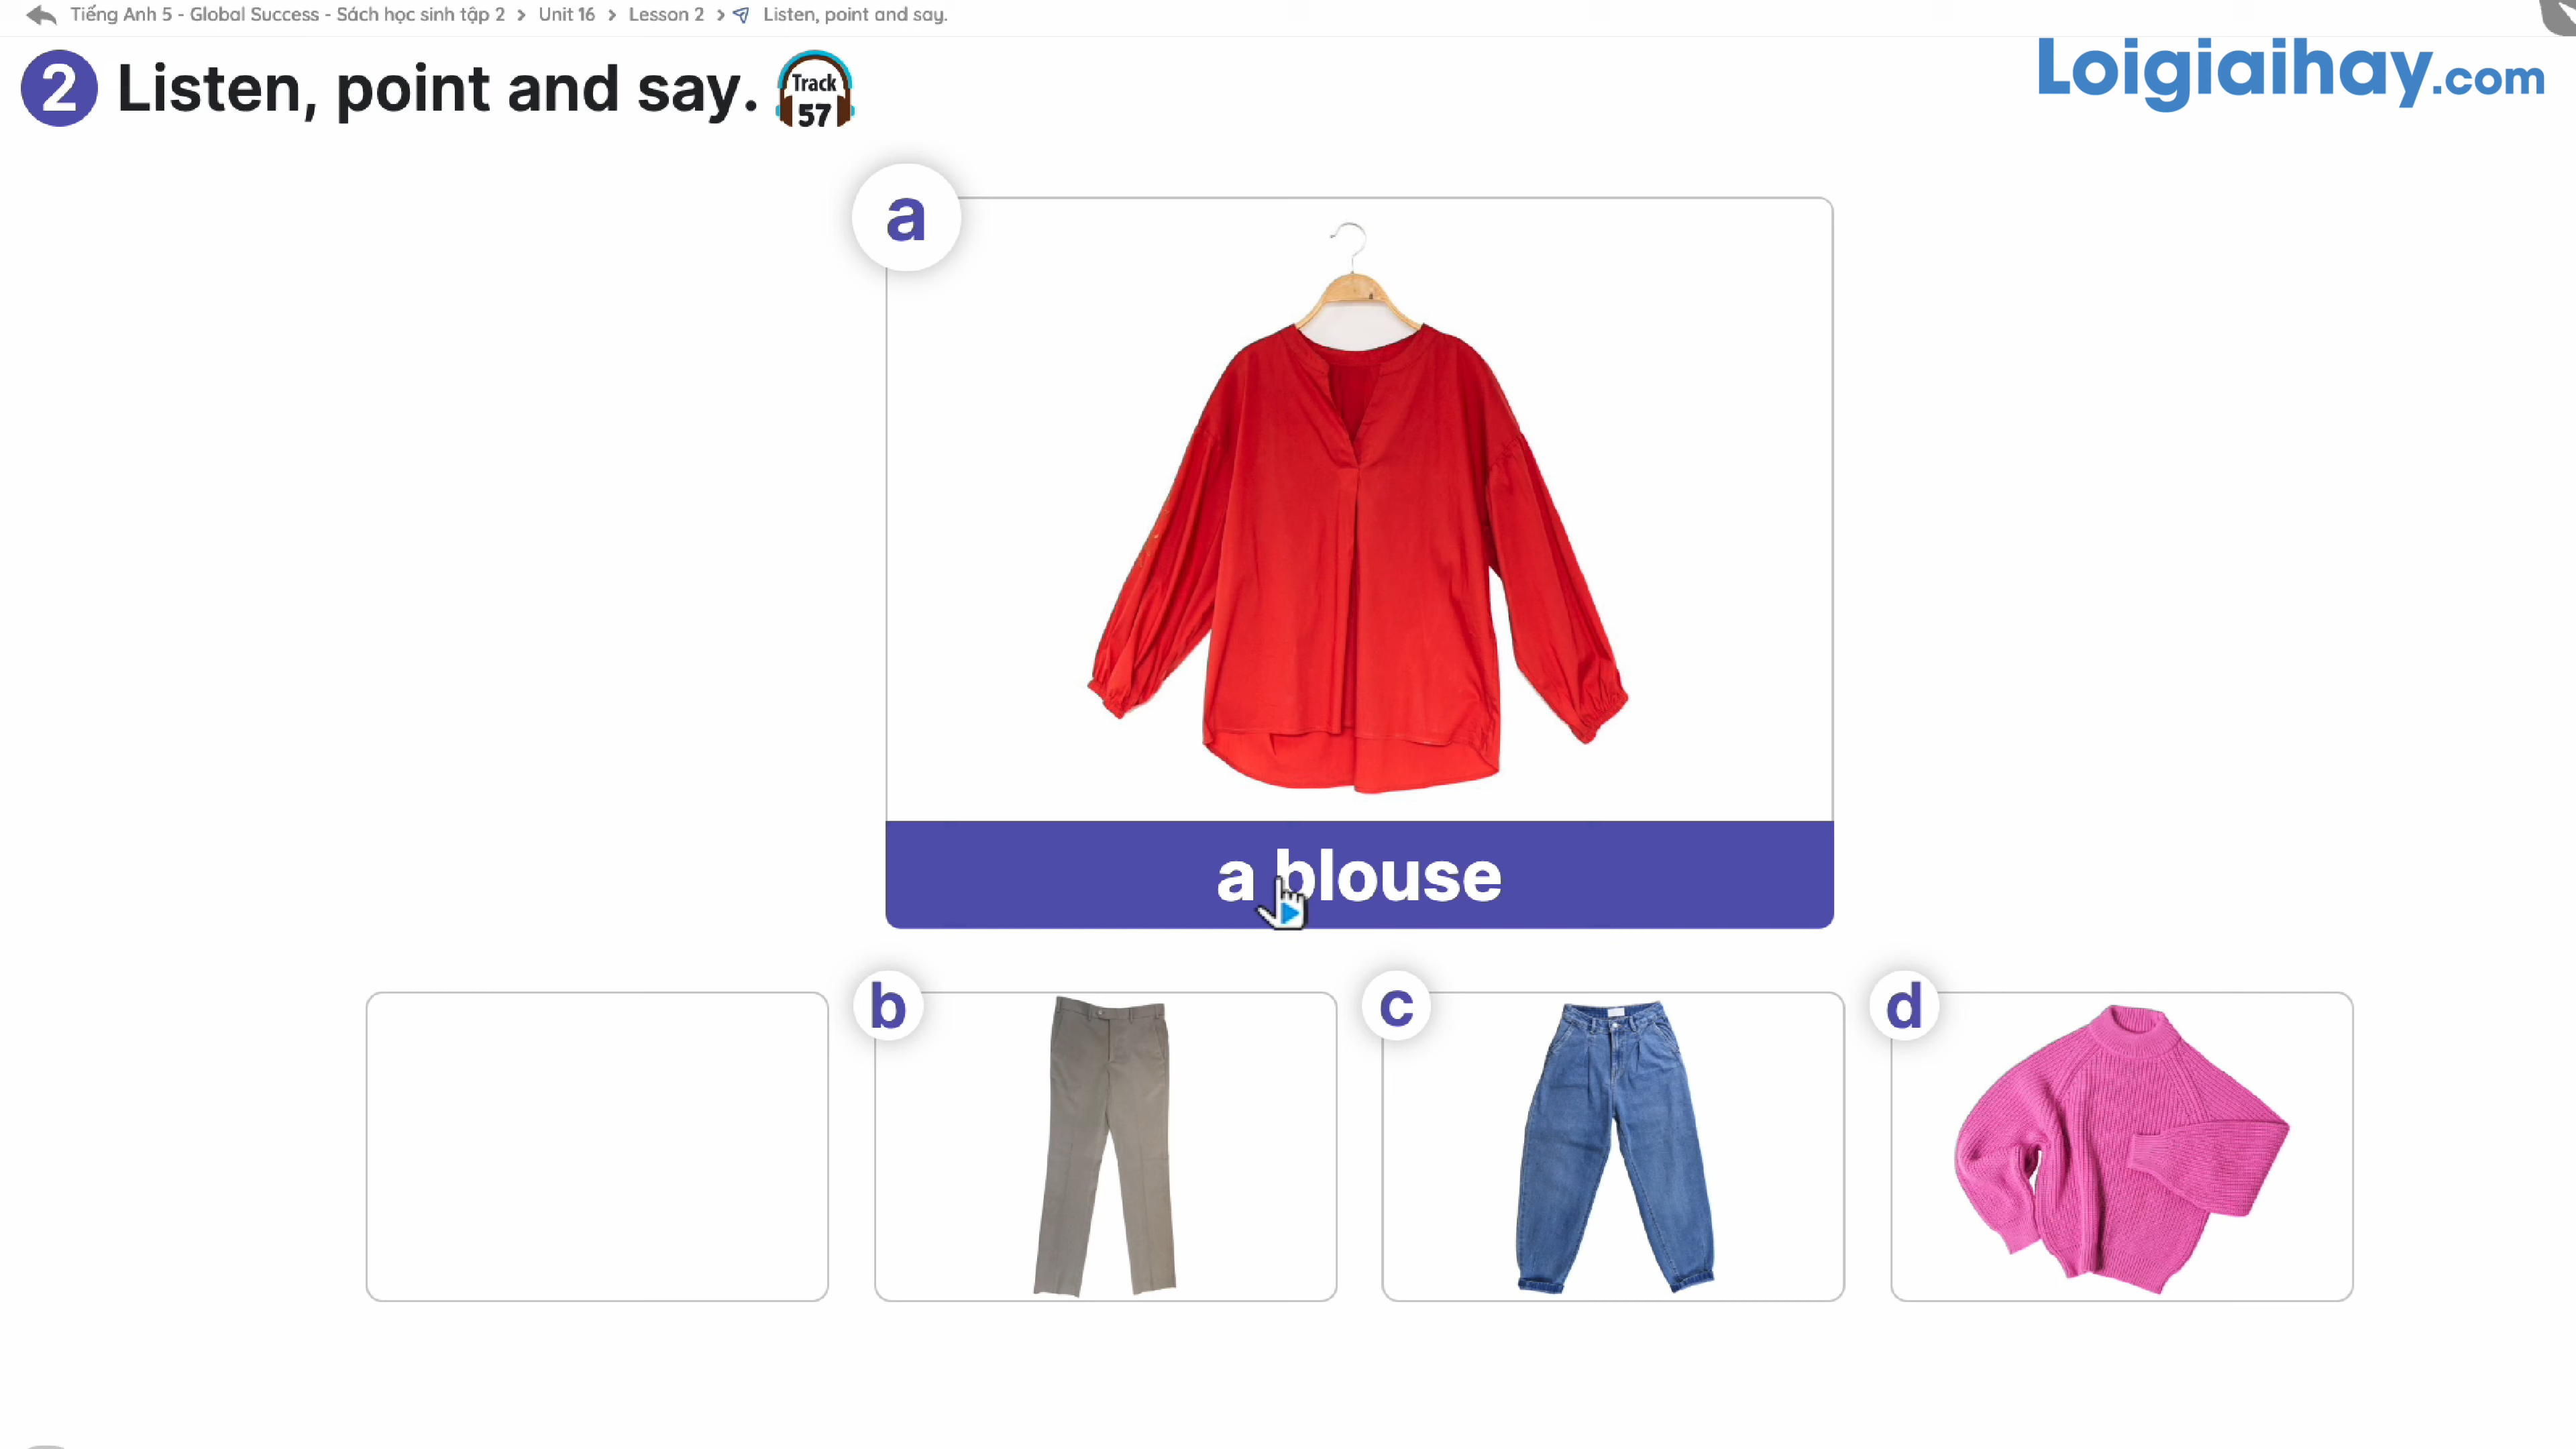 Tiếng Anh 5 - Global Success - Sách học sinh tập 2 > Unit 16 > Lesson 2 > Listen, point and say.
2 Listen, point and say. Track 57
Loigiaihay.com
a
a blouse
b
c
d